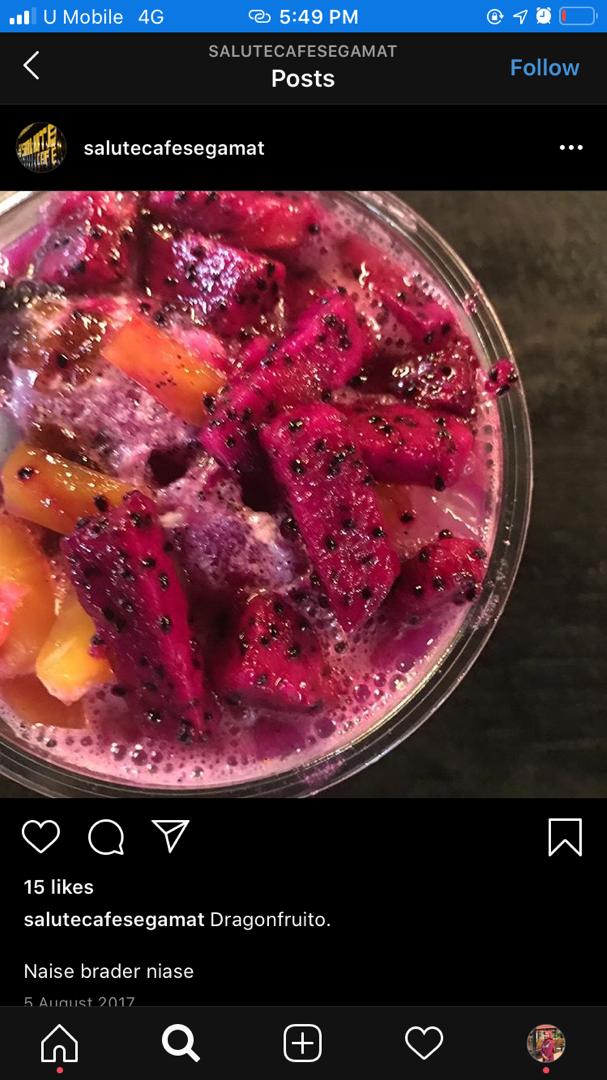 U Mobile 4G 5:49 PM
SALUTECAFESEGAMAT
Posts
Follow
salutecafesegamat
15 likes
salutecafesegamat Dragonfruito.
Naise brader niase
5 August 2017